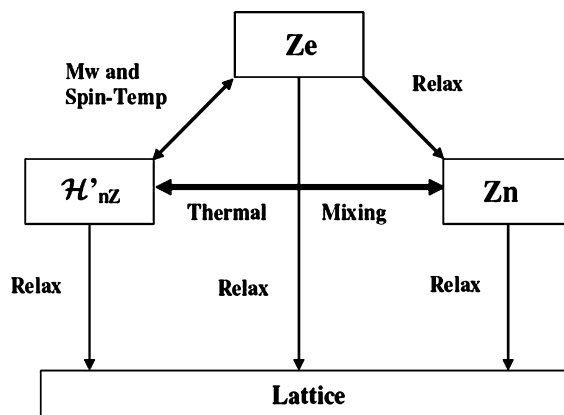 Ze
Mw and
Spin-Temp
Relax
ℋ'nZ
Zn
Thermal
Mixing
Relax
Relax
Relax
Lattice